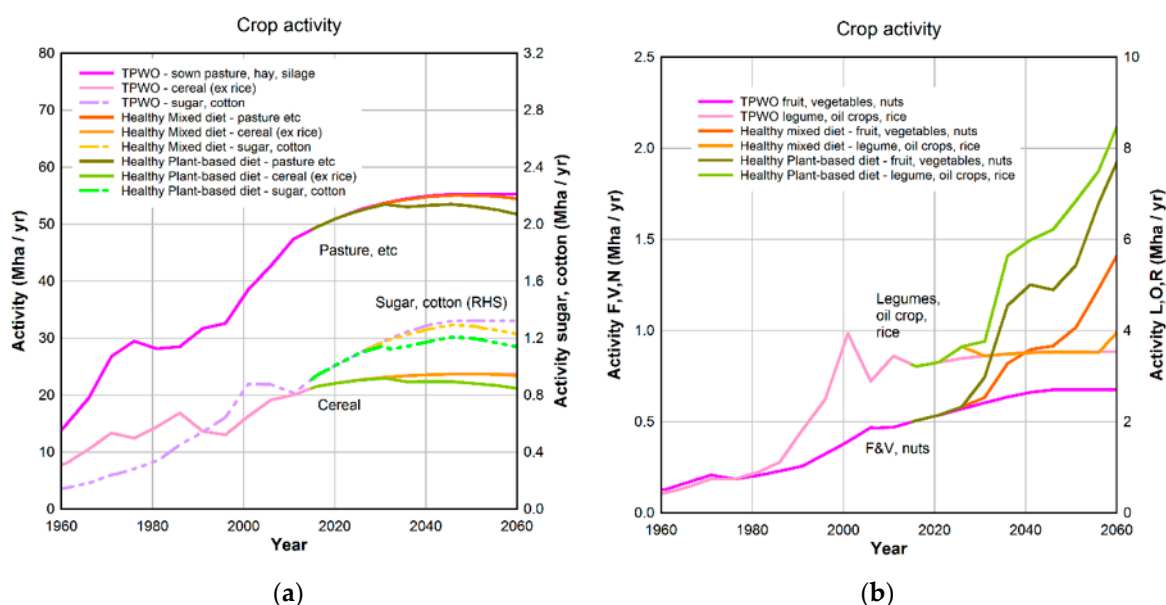 Crop activity
80
70
60
50
40
30
20
10
0
Activity (Mha / yr)
TPWO - sown pasture, hay, silage
TPWO - cereal (ex rice)
TPWO - sugar, cotton
Healthy Mixed diet - pasture etc
Healthy Mixed diet - cereal (ex rice)
Healthy Mixed diet - sugar, cotton
Healthy Plant-based diet - pasture etc
Healthy Plant-based diet - cereal (ex rice)
Healthy Plant-based diet - sugar, cotton
Pasture, etc
Sugar, cotton (RHS)
Cereal
3.2
2.8
2.4
2.0
1.6
1.2
0.8
0.4
0.0
Activity sugar, cotton (Mha / yr)
1960 1980 2000 2020 2040 2060
Year
(a)
Crop activity
2.5
2.0
1.5
1.0
0.5
0.0
Activity F,V,N (Mha / yr)
TPWO fruit, vegetables, nuts
TPWO legume, oil crops, rice
Healthy mixed diet - fruit, vegetables, nuts
Healthy mixed diet - legume, oil crops, rice
Healthy Plant-based diet - fruit, vegetables, nuts
Healthy Plant-based diet - legume, oil crops, rice
Legumes,
oil crop,
rice
F&V, nuts
10
8
6
4
2
0
Activity L,O,R (Mha / yr)
1960 1980 2000 2020 2040 2060
Year
(b)